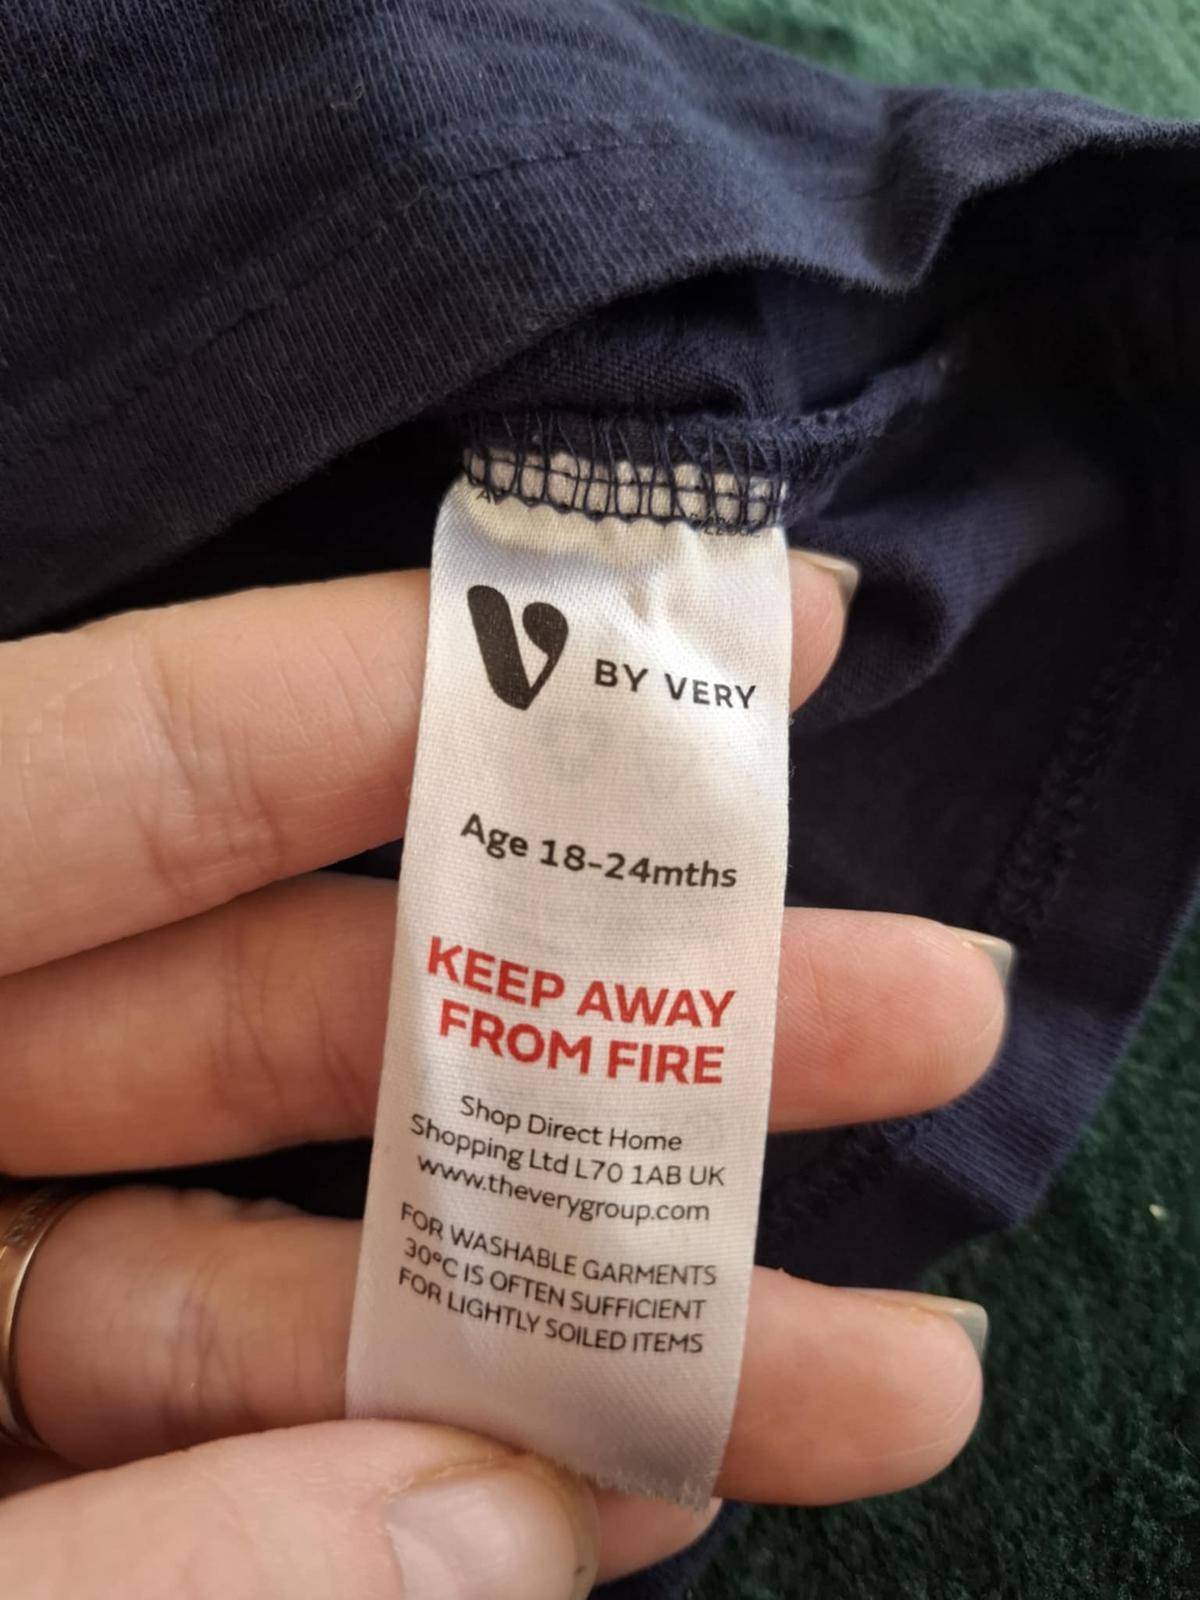 V BY VERY
Age 18-24mths
KEEP AWAY
FROM FIRE
Shop Direct Home
Shopping Ltd L70 1AB UK
www.theverygroup.com
FOR WASHABLE GARMENTS
30°C IS OFTEN SUFFICIENT
FOR LIGHTLY SOILED ITEMS